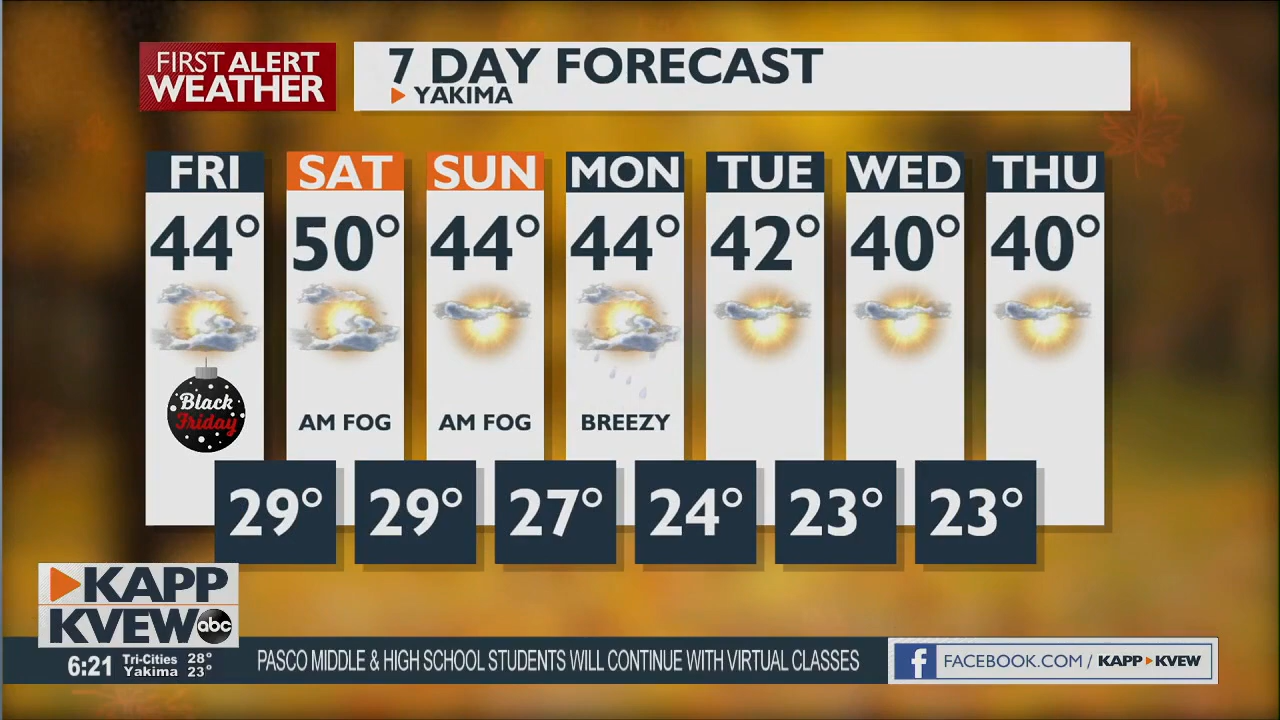 FIRST ALERT
WEATHER
7 DAY FORECAST
YAKIMA
FRI SAT SUN MON TUE WED THU
44° 50° 44° 44° 42° 40° 40°
Black
Friday
AM FOG AM FOG BREEZY
29° 29° 27° 24° 23° 23°
KAPP
KVEW abc
6:21 Tri-Cities 28°
Yakima 23°
PASCO MIDDLE & HIGH SCHOOL STUDENTS WILL CONTINUE WITH VIRTUAL CLASSES
f FACEBOOK.COM / KAPP KVEW